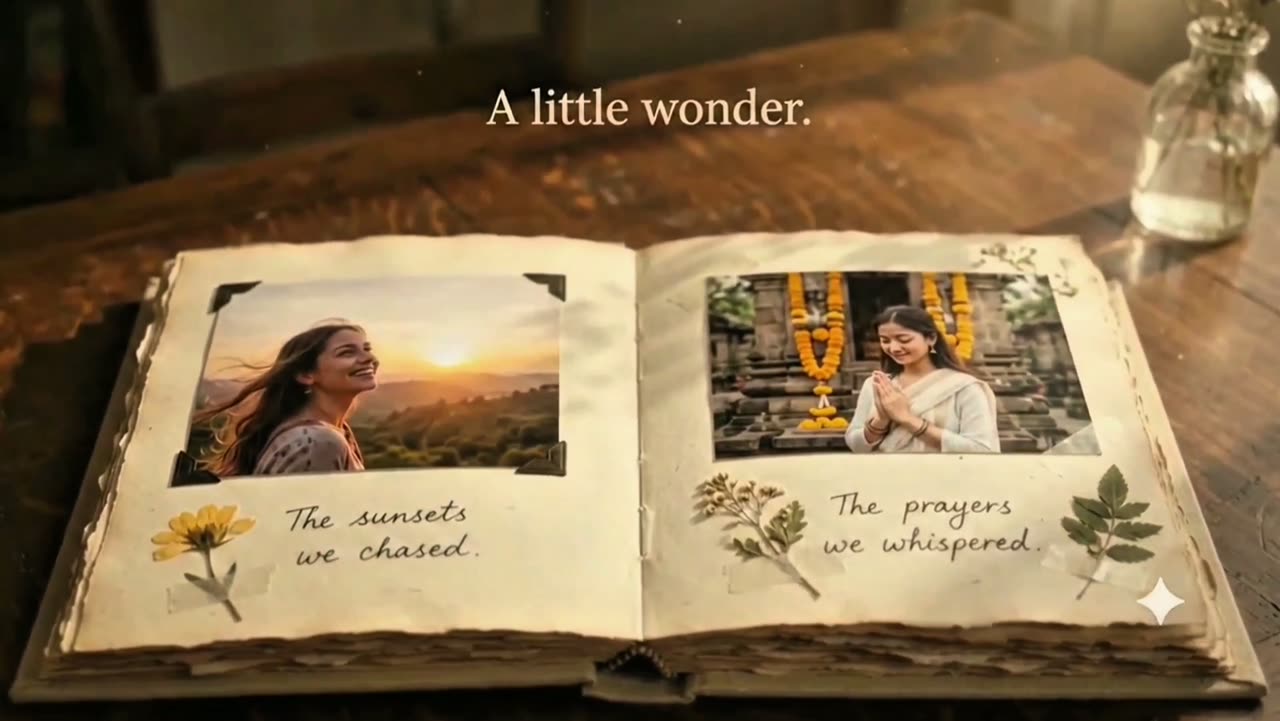 A little wonder.
The sunsets
we chased.
The prayers
we whispered.